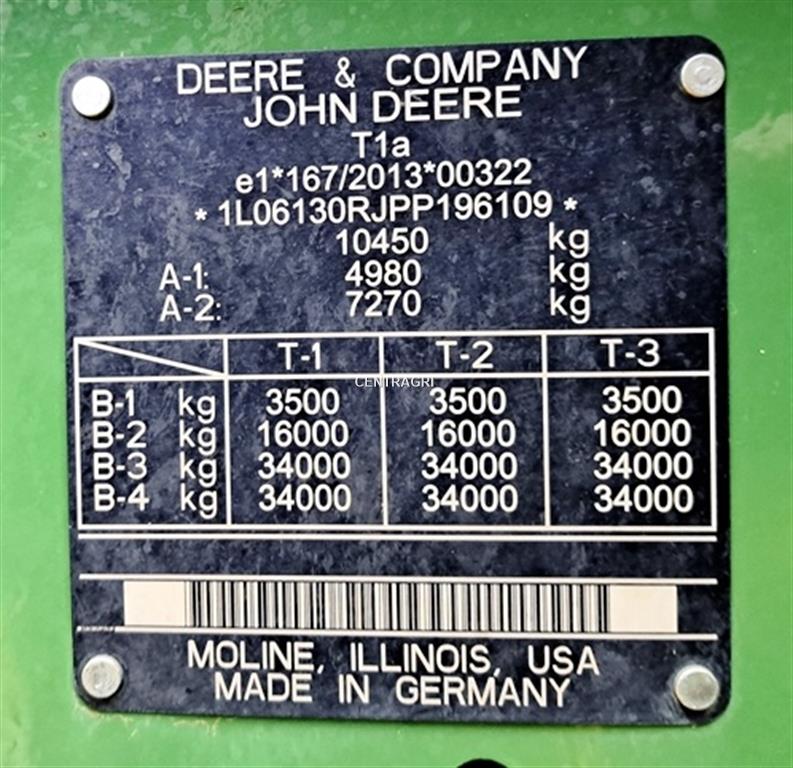 DEERE & COMPANY
JOHN DEERE
T1a
e1*167/2013*00322
* 1L06130RJPP196109 *
10450 kg
A-1: 4980 kg
A-2: 7270 kg
T-1 T-2 T-3
CENTRAGRI
B-1 kg 3500 3500 3500
B-2 kg 16000 16000 16000
B-3 kg 34000 34000 34000
B-4 kg 34000 34000 34000
MOLINE, ILLINOIS, USA
MADE IN GERMANY